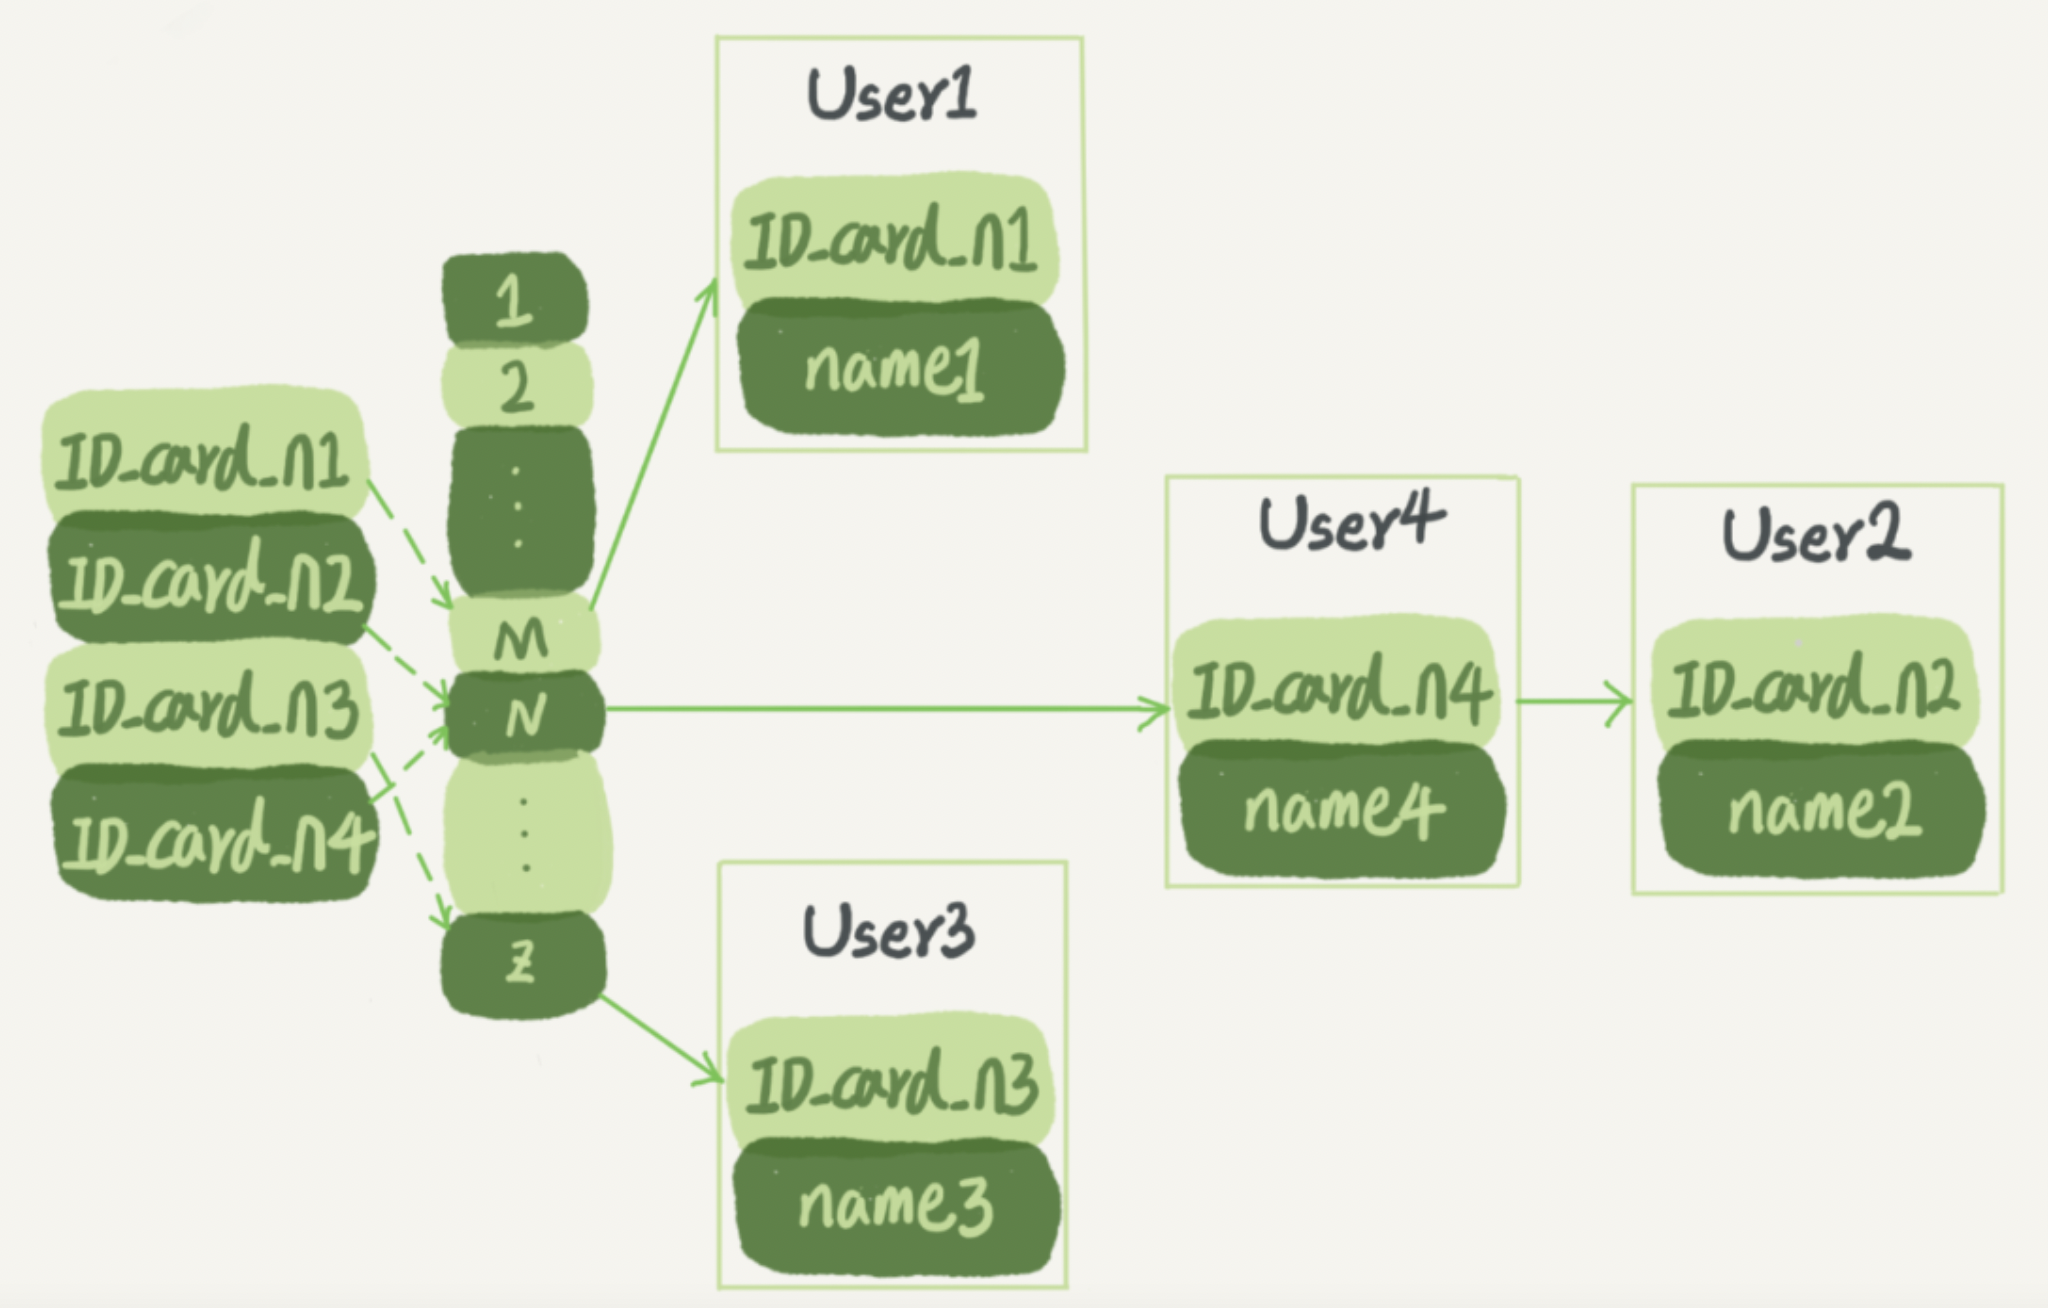 ID_card_n1
ID_card_n2
ID_card_n3
ID_card_n4
1
2
⋮
M
N
⋮
Z
User1
ID_card_n1
name1
User4
ID_card_n4
name4
User2
ID_card_n2
name2
User3
ID_card_n3
name3